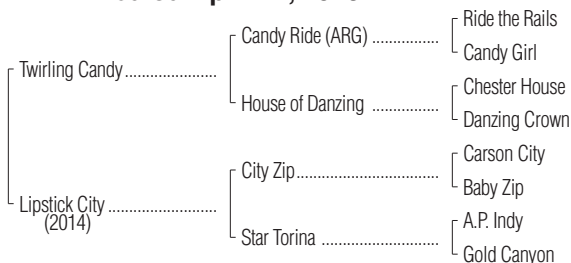 Ride the Rails
Candy Ride (ARG) ................
Candy Girl
Twirling Candy ......................
Chester House
House of Danzing ................
Danzing Crown
Carson City
City Zip..................................
Baby Zip
Lipstick City ..........................
(2014)
A.P. Indy
Star Torina ............................
Gold Canyon